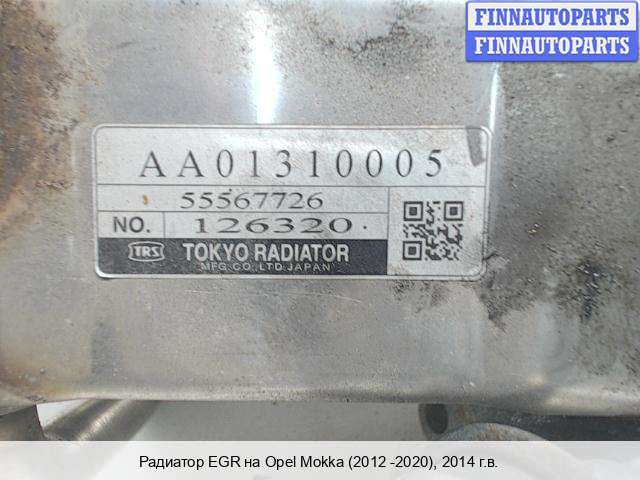 FINNAUTOPARTS
FINNAUTOPARTS
AA01310005
55567726
NO. 126320
TRS TOKYO RADIATOR
MFG.CO.,LTD.JAPAN
Радиатор EGR на Opel Mokka (2012 -2020), 2014 г.в.